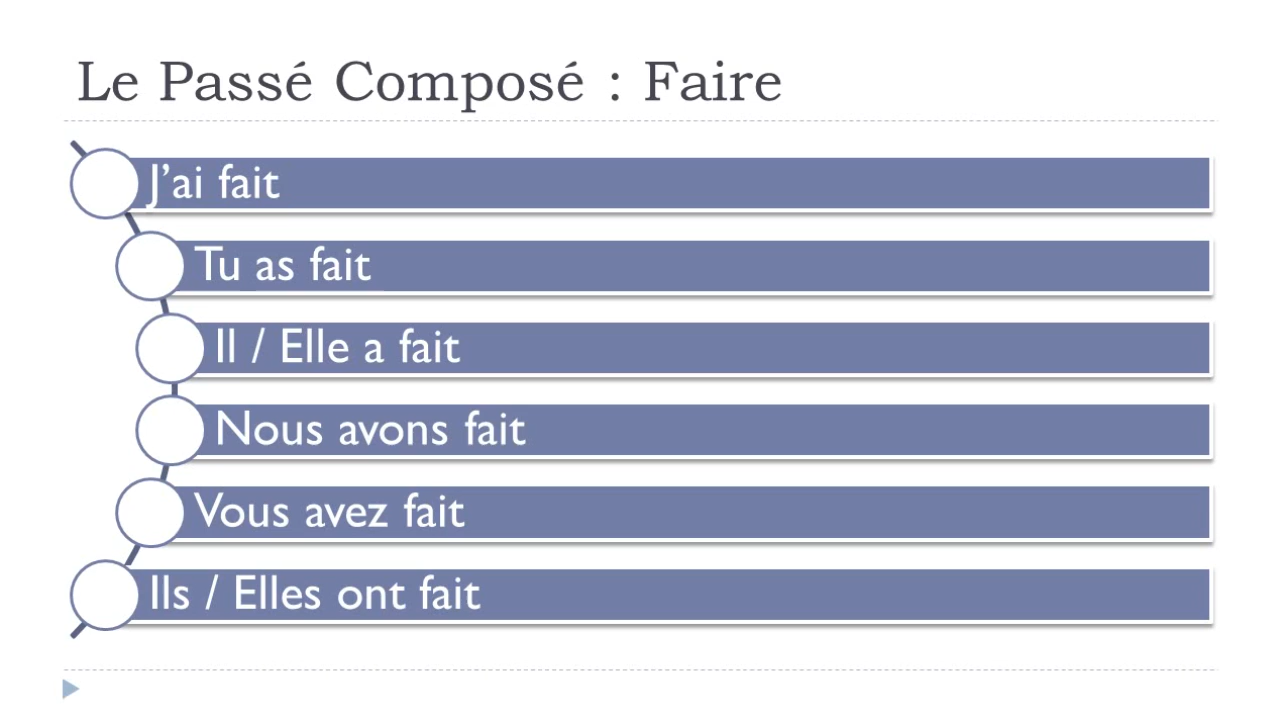 Le Passé Composé : Faire
J’ai fait
Tu as fait
Il / Elle a fait
Nous avons fait
Vous avez fait
Ils / Elles ont fait